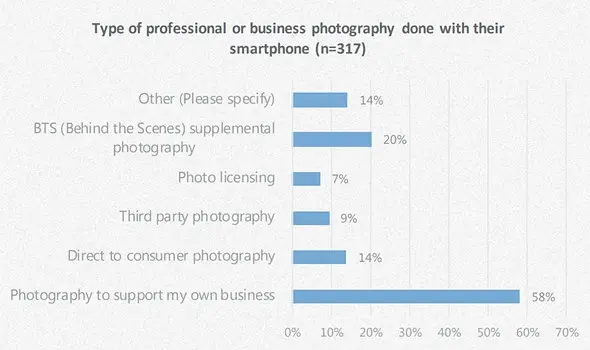 Type of professional or business photography done with their
smartphone (n=317)
Other (Please specify)
14%
BTS (Behind the Scenes) supplemental
photography
20%
Photo licensing
7%
Third party photography
9%
Direct to consumer photography
14%
Photography to support my own business
58%
0% 10% 20% 30% 40% 50% 60% 70%